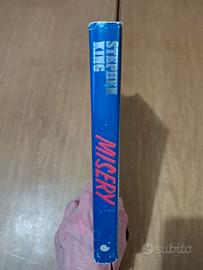 STEPHEN
KING
MISERY
subito